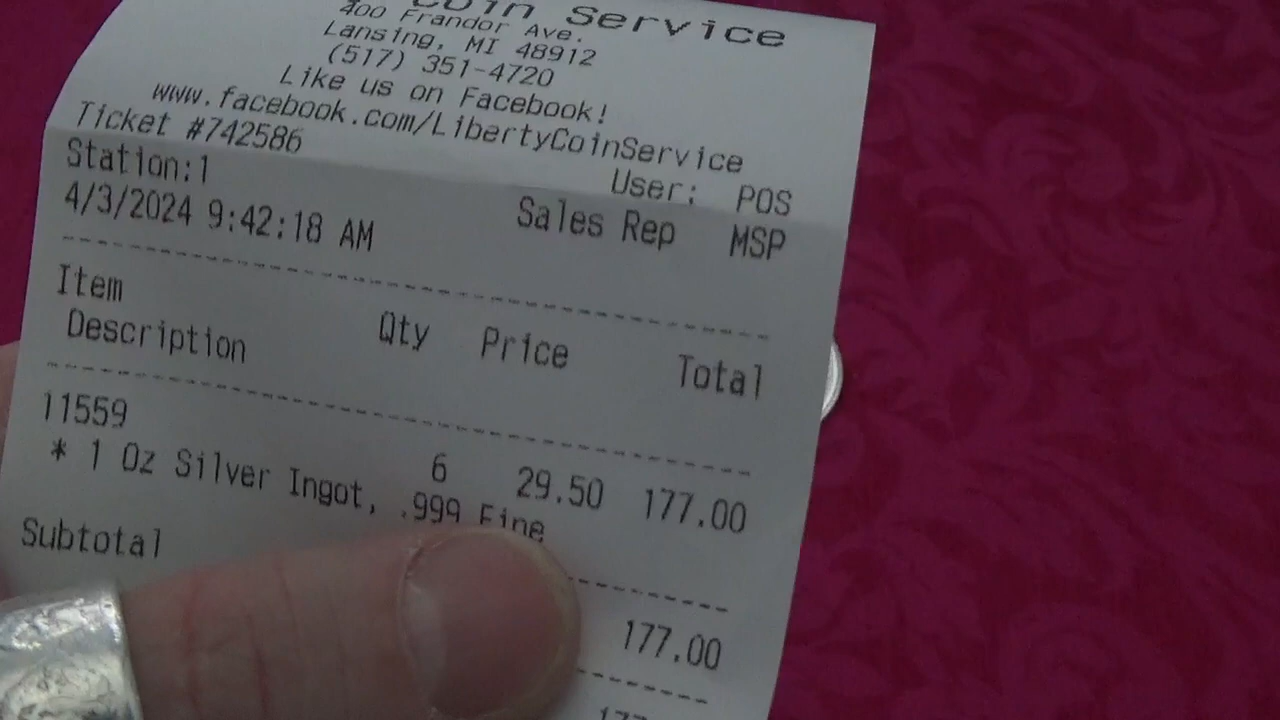 Coin Service
400 Frandor Ave.
Lansing, MI 48912
(517) 351-4720
Like us on Facebook!
www.facebook.com/LibertyCoinService
Ticket #742586
Station:1 User: POS
4/3/2024 9:42:18 AM Sales Rep MSP
Item
Description Qty Price Total
11559
* 1 Oz Silver Ingot, .999 Fine 6 29.50 177.00
Subtotal 177.00